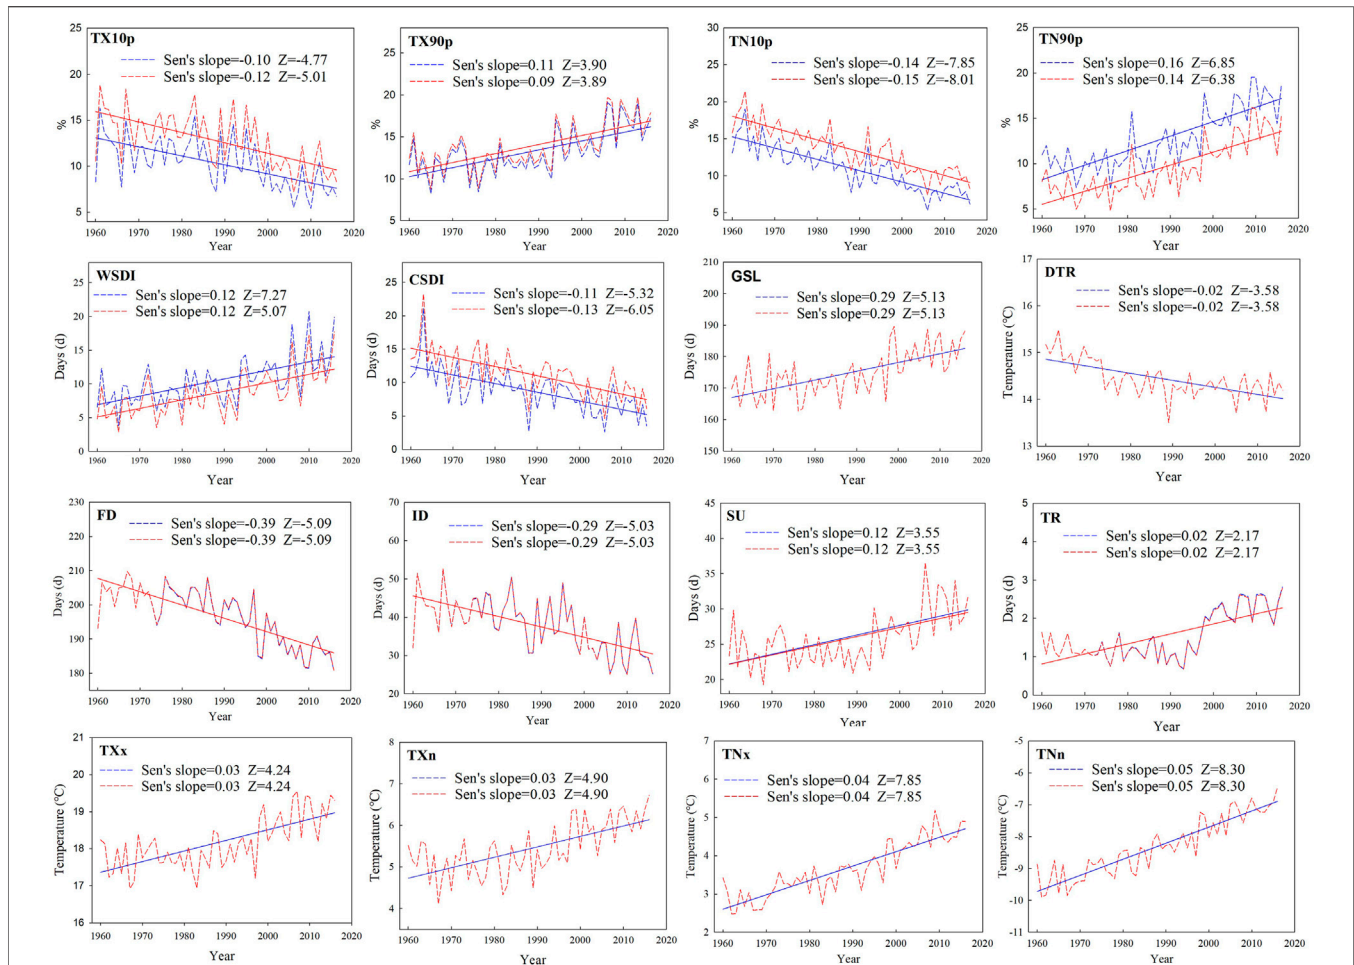 TX10p
Sen's slope=-0.10 Z=-4.77
Sen's slope=-0.12 Z=-5.01
25
20
15
10
5
%
1960 1970 1980 1990 2000 2010 2020
Year
TX90p
Sen's slope=0.11 Z=3.90
Sen's slope=0.09 Z=3.89
25
20
15
10
5
10
%
1960 1970 1980 1990 2000 2010 2020
Year
TN10p
Sen's slope=-0.14 Z=-7.85
Sen's slope=-0.15 Z=-8.01
30
25
20
15
10
5
%
1960 1970 1980 1990 2000 2010 2020
Year
TN90p
Sen's slope=0.16 Z=6.85
Sen's slope=0.14 Z=6.38
25
20
15
10
5
%
1960 1970 1980 1990 2000 2010 2020
Year
WSDI
Sen's slope=0.12 Z=7.27
Sen's slope=0.12 Z=5.07
25
20
15
10
5
0
Days (d)
1960 1970 1980 1990 2000 2010 2020
Year
CSDI
Sen's slope=-0.11 Z=-5.32
Sen's slope=-0.13 Z=-6.05
25
20
15
10
5
0
Days (d)
1960 1970 1980 1990 2000 2010 2020
Year
GSL
Sen's slope=0.29 Z=5.13
Sen's slope=0.29 Z=5.13
210
200
190
180
170
160
150
Days (d)
1960 1970 1980 1990 2000 2010 2020
Year
DTR
Sen's slope=-0.02 Z=-3.58
Sen's slope=-0.02 Z=-3.58
17
16
15
14
13
Temperature (°C)
1960 1970 1980 1990 2000 2010 2020
Year
FD
Sen's slope=-0.39 Z=-5.09
Sen's slope=-0.39 Z=-5.09
230
220
210
200
190
180
Days (d)
1960 1970 1980 1990 2000 2010 2020
Year
ID
Sen's slope=-0.29 Z=-5.03
Sen's slope=-0.29 Z=-5.03
70
60
50
40
30
20
Days (d)
1960 1970 1980 1990 2000 2010 2020
Year
SU
Sen's slope=0.12 Z=3.55
Sen's slope=0.12 Z=3.55
45
40
35
30
25
20
Days (d)
1960 1970 1980 1990 2000 2010 2020
Year
TR
Sen's slope=0.02 Z=2.17
Sen's slope=0.02 Z=2.17
5
4
3
2
1
0
Days (d)
1960 1970 1980 1990 2000 2010 2020
Year
TXx
Sen's slope=0.03 Z=4.24
Sen's slope=0.03 Z=4.24
21
20
19
18
17
16
Temperature (°C)
1960 1970 1980 1990 2000 2010 2020
Year
TXn
Sen's slope=0.03 Z=4.90
Sen's slope=0.03 Z=4.90
8
7
6
5
4
Temperature (°C)
1960 1970 1980 1990 2000 2010 2020
Year
TNx
Sen's slope=0.04 Z=7.85
Sen's slope=0.04 Z=7.85
7
6
5
4
3
2
Temperature (°C)
1960 1970 1980 1990 2000 2010 2020
Year
TNn
Sen's slope=0.05 Z=8.30
Sen's slope=0.05 Z=8.30
-5
-6
-7
-8
-9
-10
-11
Temperature (°C)
1960 1970 1980 1990 2000 2010 2020
Year